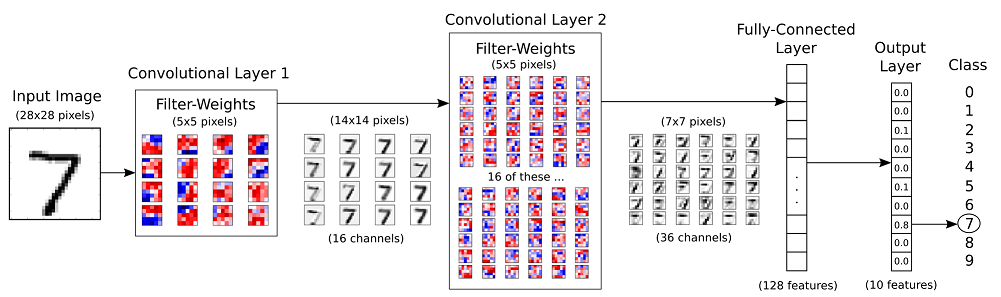 Input Image
(28x28 pixels)
Convolutional Layer 1
Filter-Weights
(5x5 pixels)
(14x14 pixels)
(16 channels)
Convolutional Layer 2
Filter-Weights
(5x5 pixels)
16 of these ...
(7x7 pixels)
(36 channels)
Fully-Connected
Layer
(128 features)
Output
Layer
0.0
0.0
0.1
0.0
0.0
0.1
0.0
0.8
0.0
0.0
(10 features)
Class
0
1
2
3
4
5
6
7
8
9